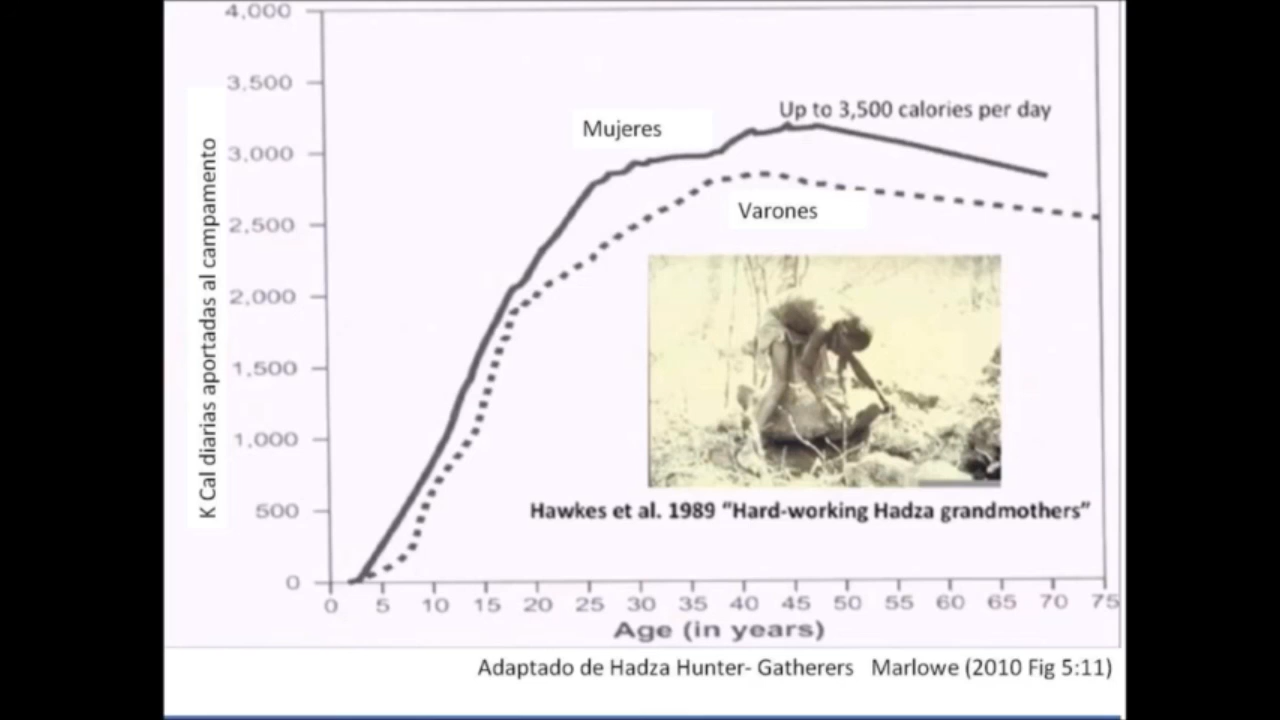 4,000
3,500
Up to 3,500 calories per day
Mujeres
3,000
Varones
2,500
2,000
1,500
1,000
500
0
K Cal diarias aportadas al campamento
Hawkes et al. 1989 “Hard-working Hadza grandmothers”
0 5 10 15 20 25 30 35 40 45 50 55 60 65 70 75
Age (in years)
Adaptado de Hadza Hunter- Gatherers Marlowe (2010 Fig 5:11)